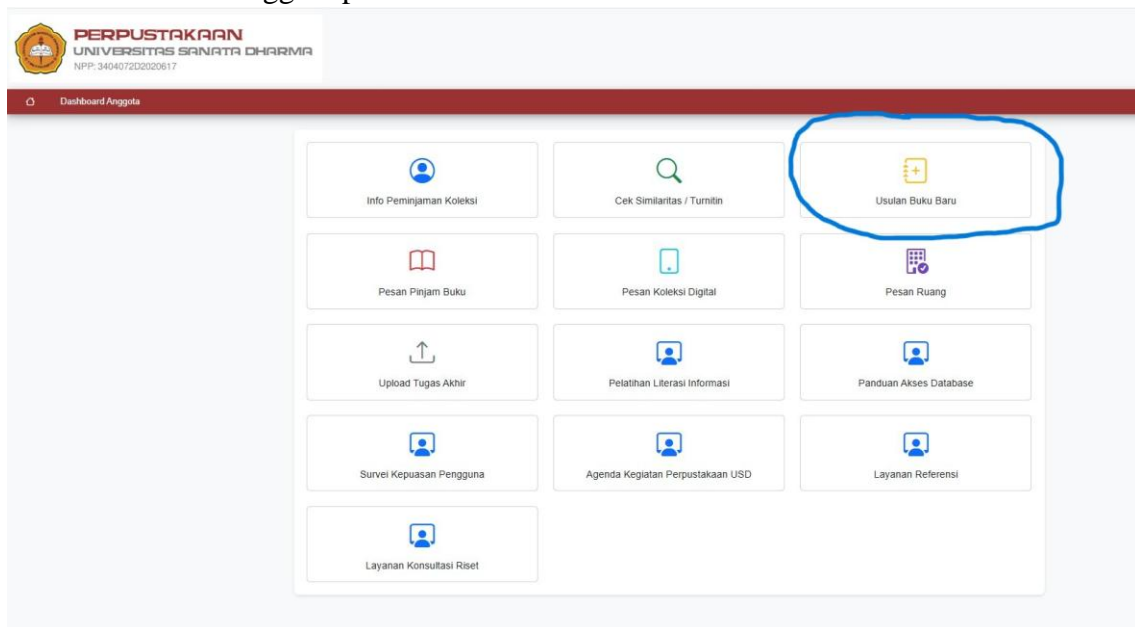 PERPUSTAKAAN
UNIVERSITAS SANATA DHARMA
NPP: 3404072D2020617
Dashboard Anggota
Info Peminjaman Koleksi
Cek Similaritas / Turnitin
Usulan Buku Baru
Pesan Pinjam Buku
Pesan Koleksi Digital
Pesan Ruang
Upload Tugas Akhir
Pelatihan Literasi Informasi
Panduan Akses Database
Survei Kepuasan Pengguna
Agenda Kegiatan Perpustakaan USD
Layanan Referensi
Layanan Konsultasi Riset